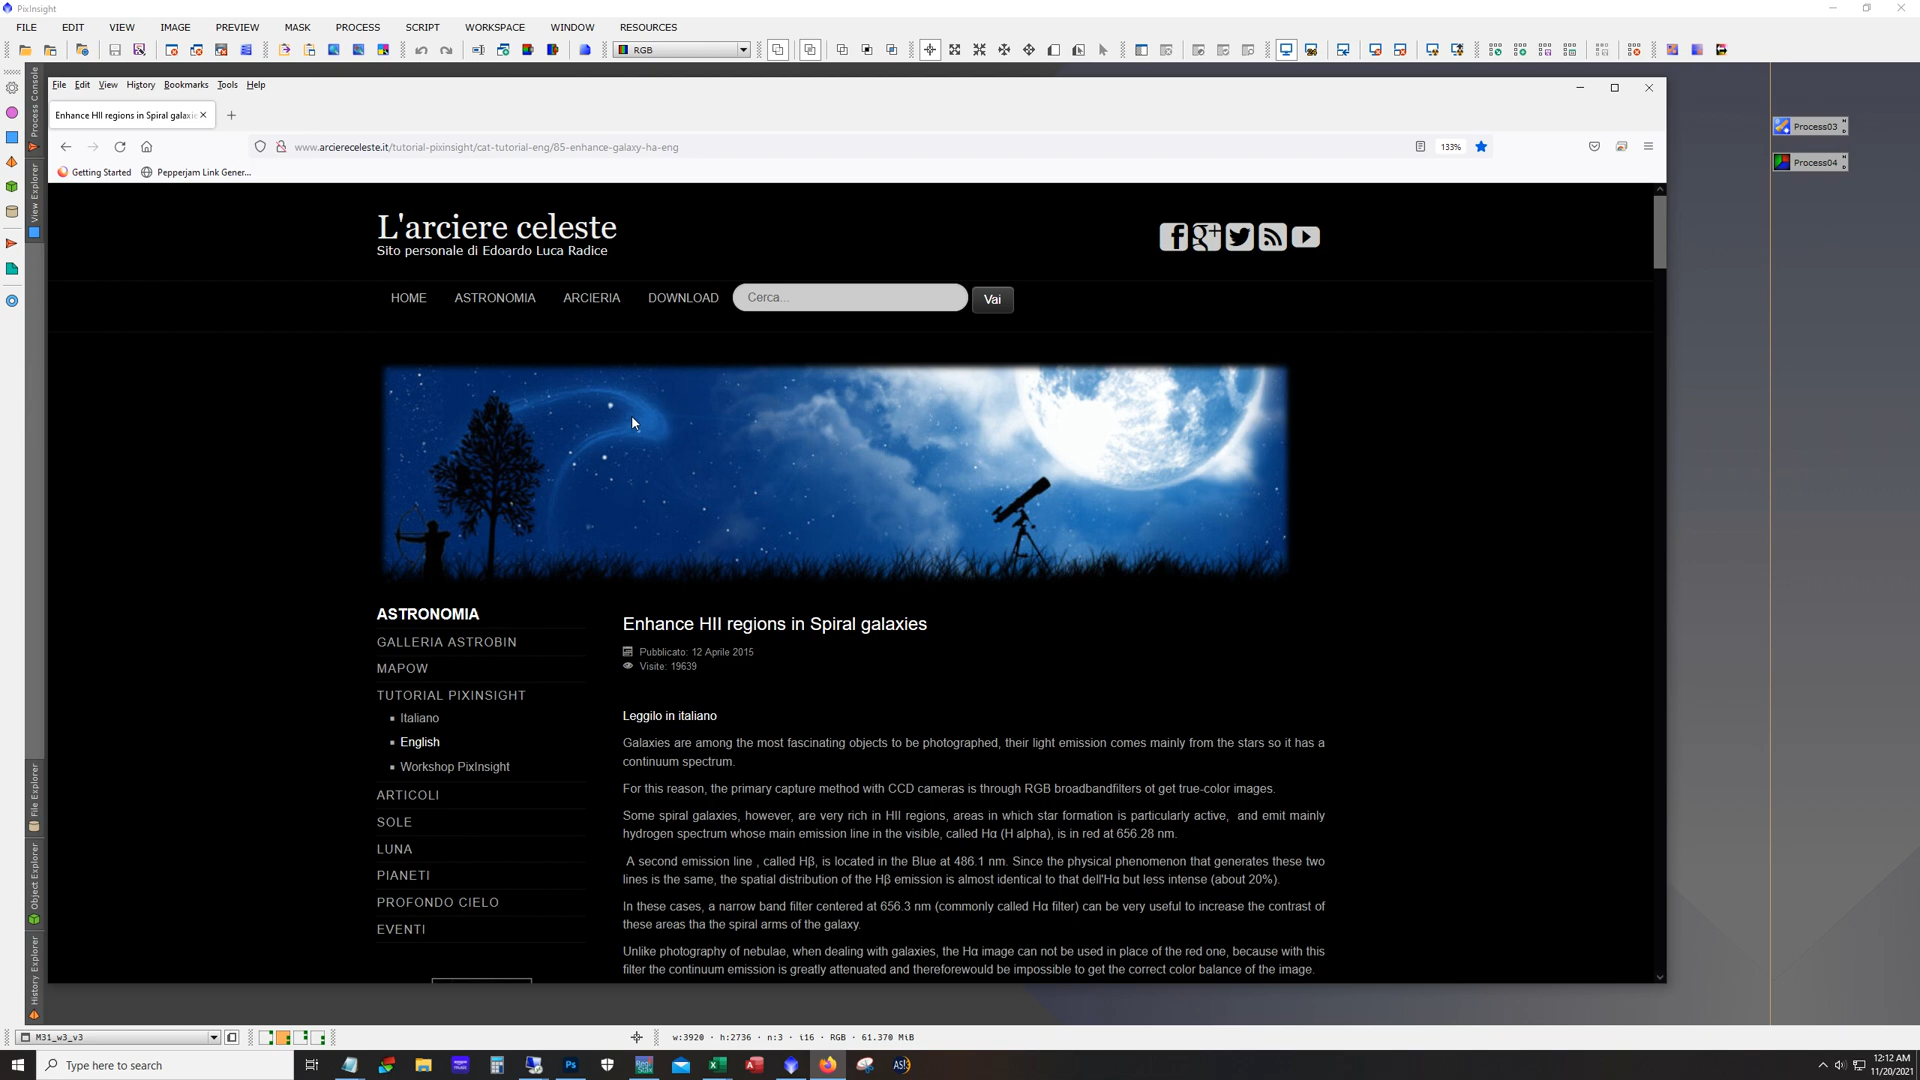 PixInsight
FILE EDIT VIEW IMAGE PREVIEW MASK PROCESS SCRIPT WORKSPACE WINDOW RESOURCES
RGB
Process Console
View Explorer
File Explorer
Object Explorer
History Explorer
File Edit View History Bookmarks Tools Help
Enhance HII regions in Spiral galaxie
www.arciereceleste.it/tutorial-pixinsight/cat-tutorial-eng/85-enhance-galaxy-ha-eng
133%
Getting Started Pepperjam Link Gener...
Process03
Process04
L'arciere celeste
Sito personale di Edoardo Luca Radice
HOME ASTRONOMIA ARCIERIA DOWNLOAD Cerca... Vai
ASTRONOMIA
GALLERIA ASTROBIN
MAPOW
TUTORIAL PIXINSIGHT
Italiano
English
Workshop PixInsight
ARTICOLI
SOLE
LUNA
PIANETI
PROFONDO CIELO
EVENTI
Enhance HII regions in Spiral galaxies
Pubblicato: 12 Aprile 2015
Visite: 19639
Leggilo in italiano
Galaxies are among the most fascinating objects to be photographed, their light emission comes mainly from the stars so it has a
continuum spectrum.
For this reason, the primary capture method with CCD cameras is through RGB broadbandfilters ot get true-color images.
Some spiral galaxies, however, are very rich in HII regions, areas in which star formation is particularly active, and emit mainly
hydrogen spectrum whose main emission line in the visible, called Hα (H alpha), is in red at 656.28 nm.
A second emission line , called Hβ, is located in the Blue at 486.1 nm. Since the physical phenomenon that generates these two
lines is the same, the spatial distribution of the Hβ emission is almost identical to that dell'Hα but less intense (about 20%).
In these cases, a narrow band filter centered at 656.3 nm (commonly called Hα filter) can be very useful to increase the contrast of
these areas tha the spiral arms of the galaxy.
Unlike photography of nebulae, when dealing with galaxies, the Hα image can not be used in place of the red one, because with this
filter the continuum emission is greatly attenuated and thereforewould be impossible to get the correct color balance of the image.
M31_w3_v3
w:3920 · h:2736 · n:3 · i16 · RGB · 61.370 MiB
Type here to search
Ps
AS!3
12:12 AM
11/20/2021